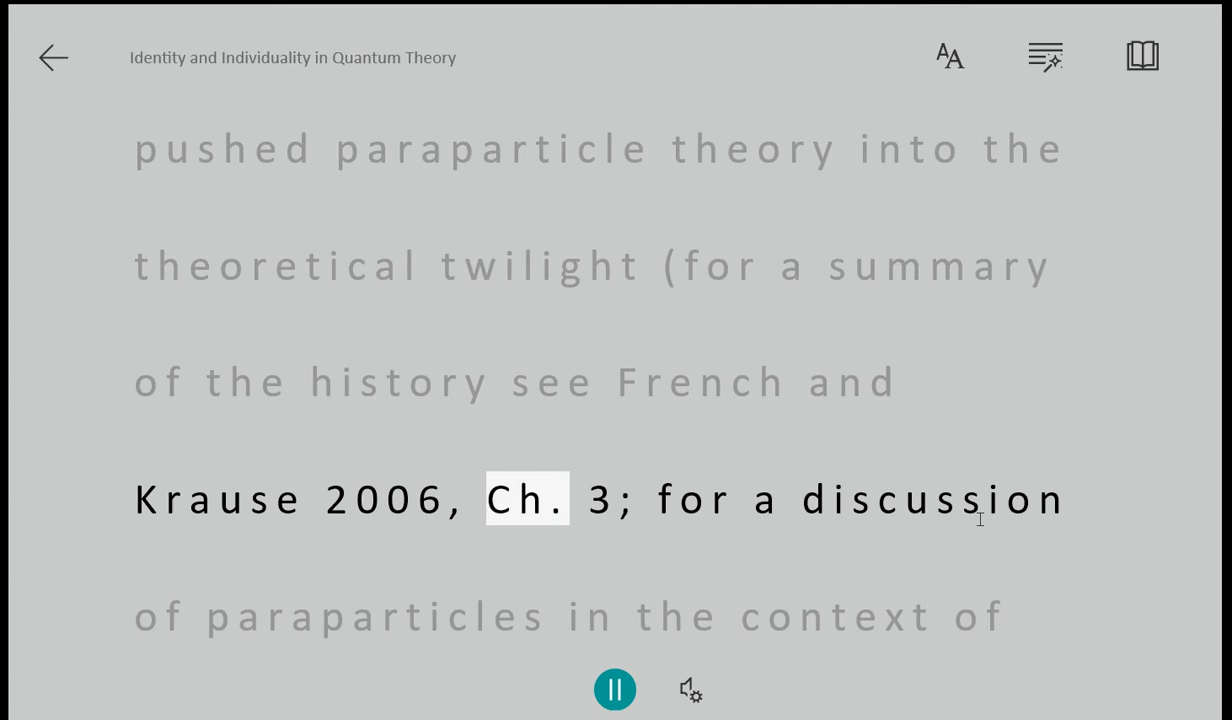 Identity and Individuality in Quantum Theory
pushed paraparticle theory into the
theoretical twilight (for a summary
of the history see French and
Krause 2006, Ch. 3; for a discussion
of paraparticles in the context of